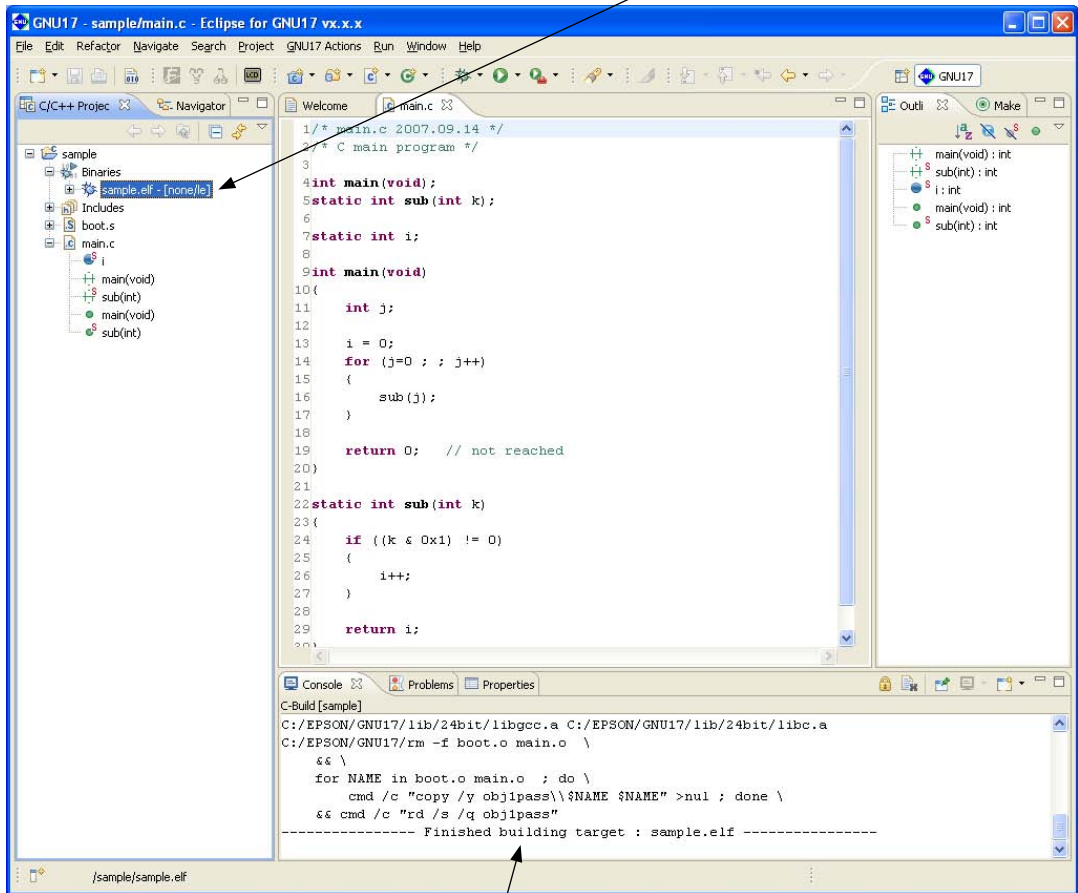 GNU17 - sample/main.c - Eclipse for GNU17 vx.x.x
File Edit Refactor Navigate Search Project GNU17 Actions Run Window Help
GNU17
C/C++ Projec
Navigator
sample
Binaries
sample.elf - [none/le]
Includes
boot.s
main.c
i
main(void)
sub(int)
main(void)
sub(int)
Welcome
main.c
1/* main.c 2007.09.14 */
2/* C main program */
3
4int main(void);
5static int sub(int k);
6
7static int i;
8
9int main(void)
10{
11    int j;
12
13    i = 0;
14    for (j=0 ; ; j++)
15    {
16        sub(j);
17    }
18
19    return 0;   // not reached
20}
21
22static int sub(int k)
23{
24    if ((k & 0x1) != 0)
25    {
26        i++;
27    }
28
29    return i;
30}
Outli
Make
main(void) : int
sub(int) : int
i : int
main(void) : int
sub(int) : int
Console
Problems
Properties
C-Build [sample]
C:/EPSON/GNU17/lib/24bit/libgcc.a C:/EPSON/GNU17/lib/24bit/libc.a
C:/EPSON/GNU17/rm -f boot.o main.o  \
    && \
    for NAME in boot.o main.o  ; do \
        cmd /c "copy /y obj1pass\\$NAME $NAME" >nul ; done \
    && cmd /c "rd /s /q obj1pass"
---------------- Finished building target : sample.elf ----------------
/sample/sample.elf